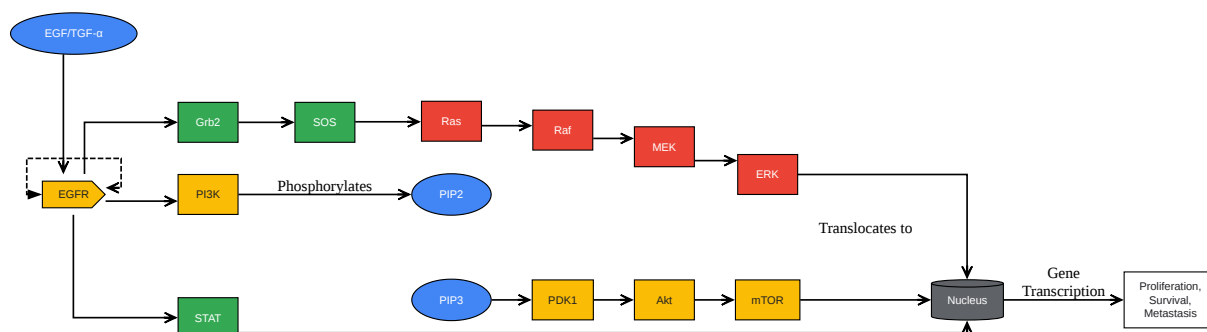 EGF/TGF-α
Grb2
SOS
Ras
Raf
MEK
ERK
EGFR
PI3K
Phosphorylates
PIP2
Translocates to
PIP3
PDK1
Akt
mTOR
Nucleus
Gene
Transcription
Proliferation,
Survival,
Metastasis
STAT